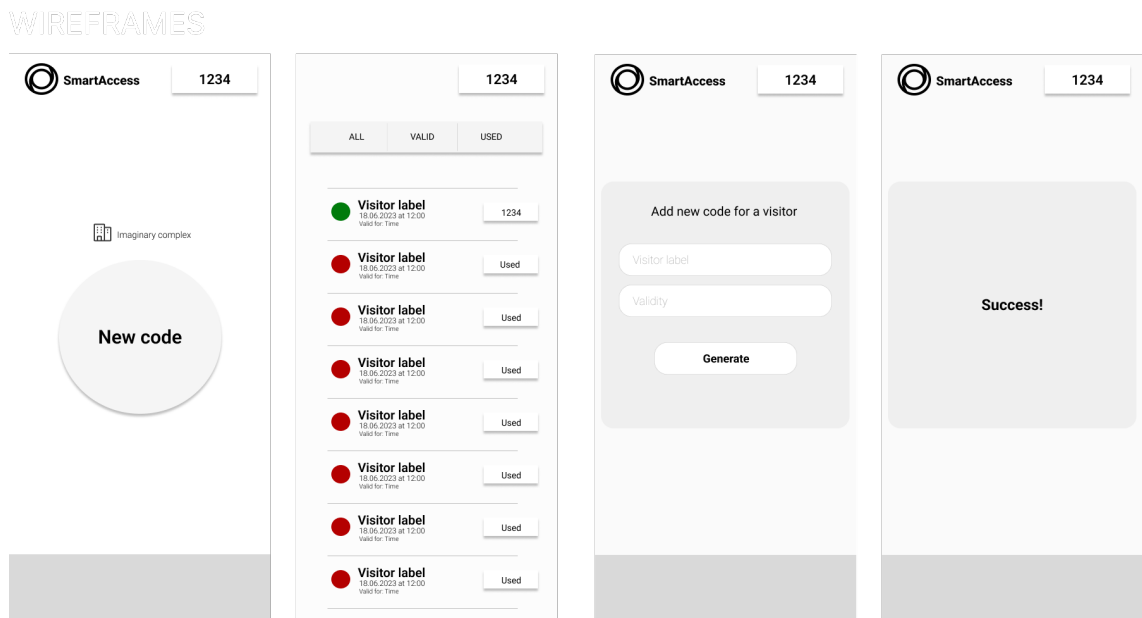 WIREFRAMES
SmartAccess
1234
Imaginary complex
New code
1234
ALL VALID USED
Visitor label
18.06.2023 at 12:00
Valid for: Time
1234
Visitor label
18.06.2023 at 12:00
Valid for: Time
Used
Visitor label
18.06.2023 at 12:00
Valid for: Time
Used
Visitor label
18.06.2023 at 12:00
Valid for: Time
Used
Visitor label
18.06.2023 at 12:00
Valid for: Time
Used
Visitor label
18.06.2023 at 12:00
Valid for: Time
Used
Visitor label
18.06.2023 at 12:00
Valid for: Time
Used
Visitor label
18.06.2023 at 12:00
Valid for: Time
Used
SmartAccess
1234
Add new code for a visitor
Visitor label
Validity
Generate
SmartAccess
1234
Success!